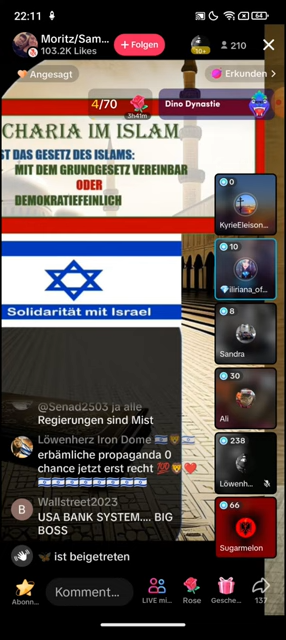 22:11
64
Moritz/Sam...
103.2K Likes
+ Folgen
10+
210
Angesagt
4/70
3h41m
Dino Dynastie
Erkunden >
CHARIA IM ISLAM
ST DAS GESETZ DES ISLAMS:
MIT DEM GRUNDGESETZ VEREINBAR
ODER
DEMOKRATIEFEINLICH
Solidarität mit Israel
0
KyrieEleison...
10
iliriana_of...
8
Sandra
30
Ali
238
Löwenh...
66
Sugarmelon
@Senad2503 ja alle
Regierungen sind Mist
Löwenherz Iron Dome
erbämliche propaganda 0
chance jetzt erst recht 💯🦁❤️
B
Wallstreet2023
USA BANK SYSTEM.... BIG
BOSS
ist beigetreten
Abonn...
Kommentar...
LIVE mi...
Rose
Gesche...
137